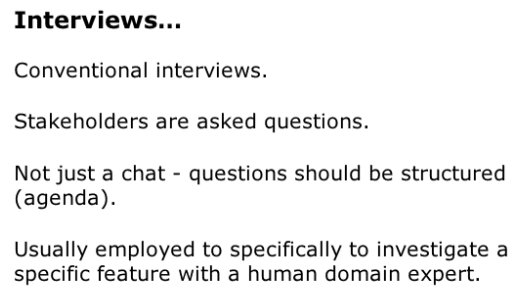 Interviews...
Conventional interviews.
Stakeholders are asked questions.
Not just a chat - questions should be structured
(agenda).
Usually employed to specifically to investigate a
specific feature with a human domain expert.